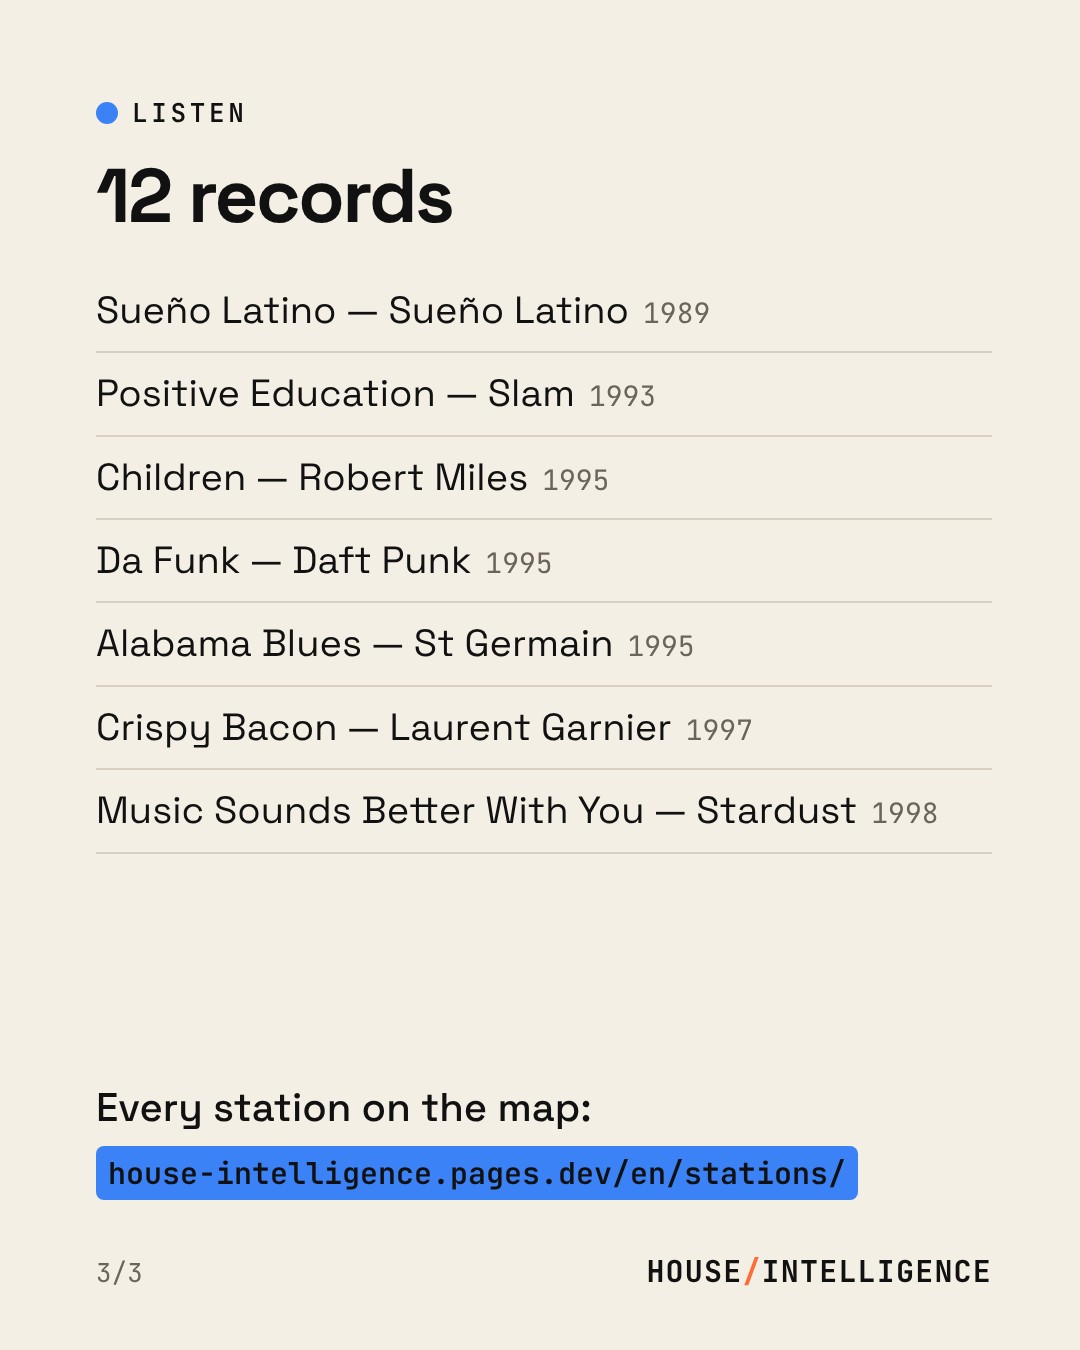 LISTEN
12 records
Sueño Latino — Sueño Latino 1989
Positive Education — Slam 1993
Children — Robert Miles 1995
Da Funk — Daft Punk 1995
Alabama Blues — St Germain 1995
Crispy Bacon — Laurent Garnier 1997
Music Sounds Better With You — Stardust 1998
Every station on the map:
house-intelligence.pages.dev/en/stations/
3/3 HOUSE/INTELLIGENCE